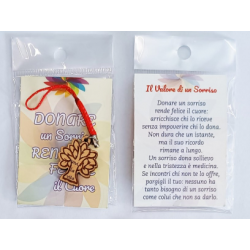 DONARE
un Sorriso
REN
il Cuore
Il Valore di un Sorriso
Donare un sorriso
rende felice il cuore:
arricchisce chi lo riceve
senza impoverire chi lo dona.
Non dura che un istante,
ma il suo ricordo
rimane a lungo.
Un sorriso dona sollievo
e nella tristezza è medicina.
Se incontri chi non te lo offre,
porgigli il tuo: nessuno ha
tanto bisogno di un sorriso
come colui che non sa darlo.